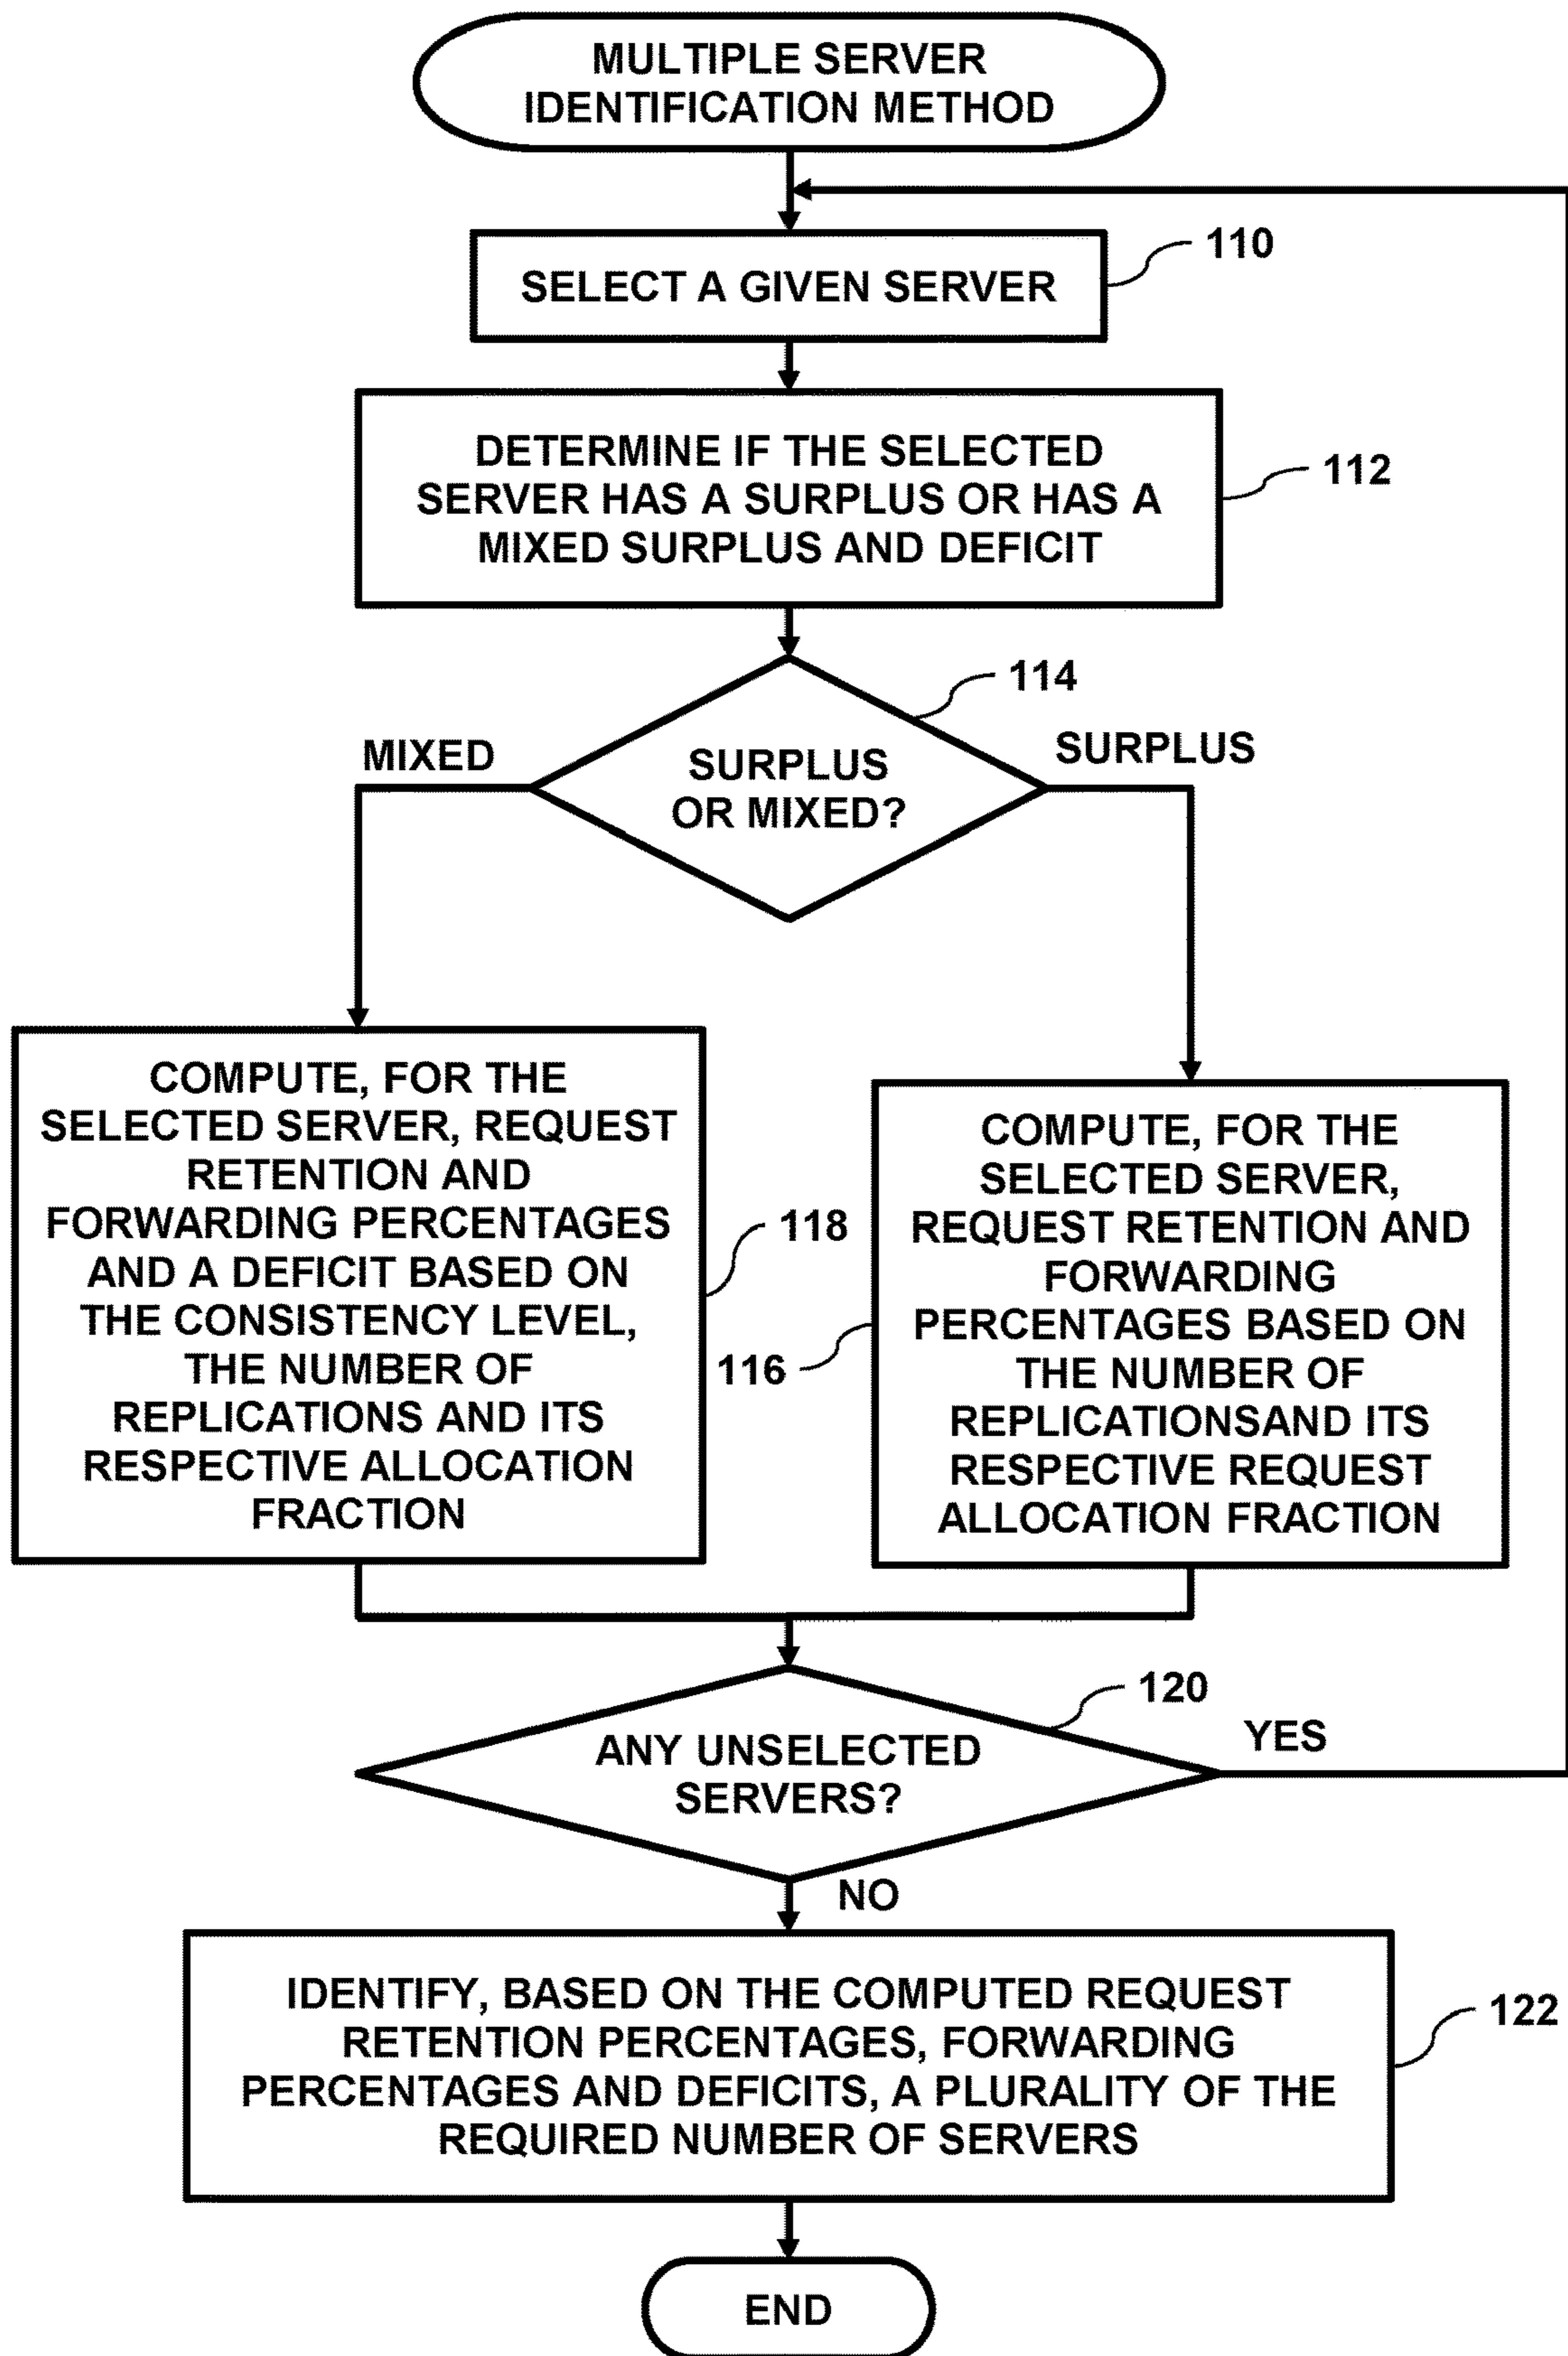 MULTIPLE SERVER
IDENTIFICATION METHOD
110
SELECT A GIVEN SERVER
112
DETERMINE IF THE SELECTED
SERVER HAS A SURPLUS OR HAS A
MIXED SURPLUS AND DEFICIT
114
MIXED
SURPLUS
SURPLUS
OR MIXED?
COMPUTE, FOR THE
SELECTED SERVER, REQUEST
RETENTION AND
FORWARDING PERCENTAGES
AND A DEFICIT BASED ON
THE CONSISTENCY LEVEL,
THE NUMBER OF
REPLICATIONS AND ITS
RESPECTIVE ALLOCATION
FRACTION
118
116
COMPUTE, FOR THE
SELECTED SERVER,
REQUEST RETENTION AND
FORWARDING
PERCENTAGES BASED ON
THE NUMBER OF
REPLICATIONSAND ITS
RESPECTIVE REQUEST
ALLOCATION FRACTION
120
ANY UNSELECTED
SERVERS?
YES
NO
IDENTIFY, BASED ON THE COMPUTED REQUEST
RETENTION PERCENTAGES, FORWARDING
PERCENTAGES AND DEFICITS, A PLURALITY OF THE
REQUIRED NUMBER OF SERVERS
122
END